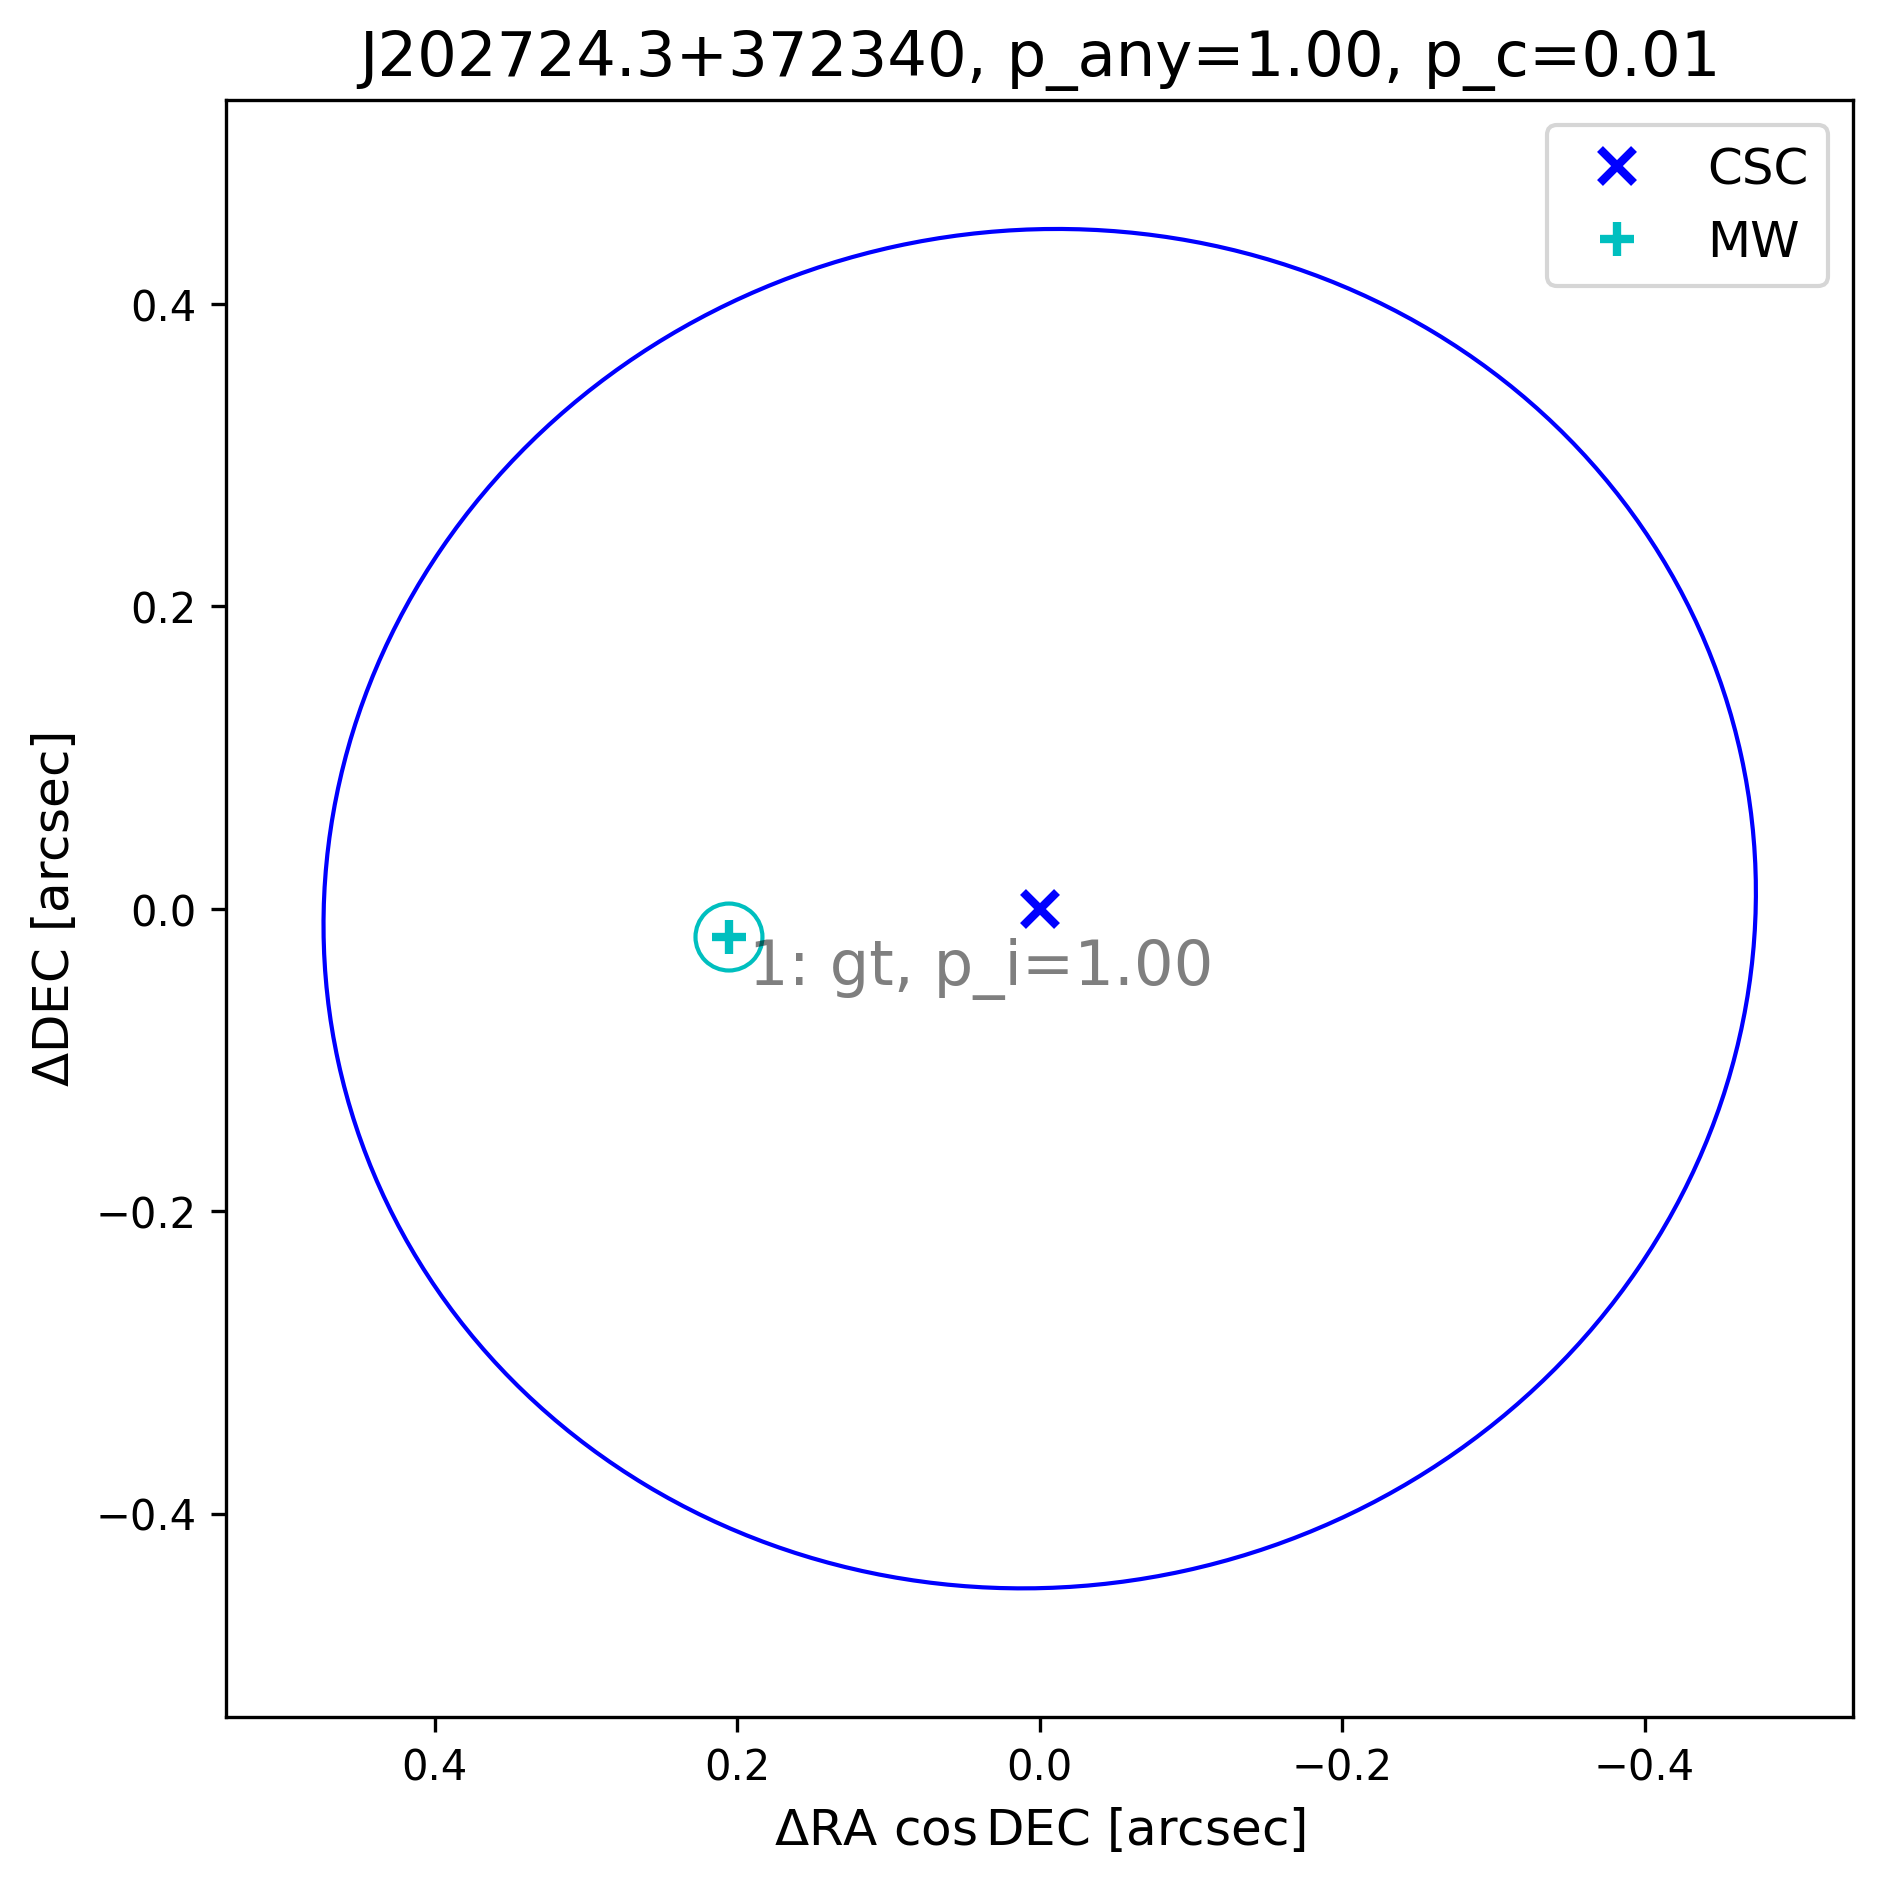 J202724.3+372340, p_any=1.00, p_c=0.01
CSC
MW
0.4
0.2
0.0
−0.2
−0.4
ΔDEC [arcsec]
1: gt, p_i=1.00
0.4 0.2 0.0 −0.2 −0.4
ΔRA cos DEC [arcsec]